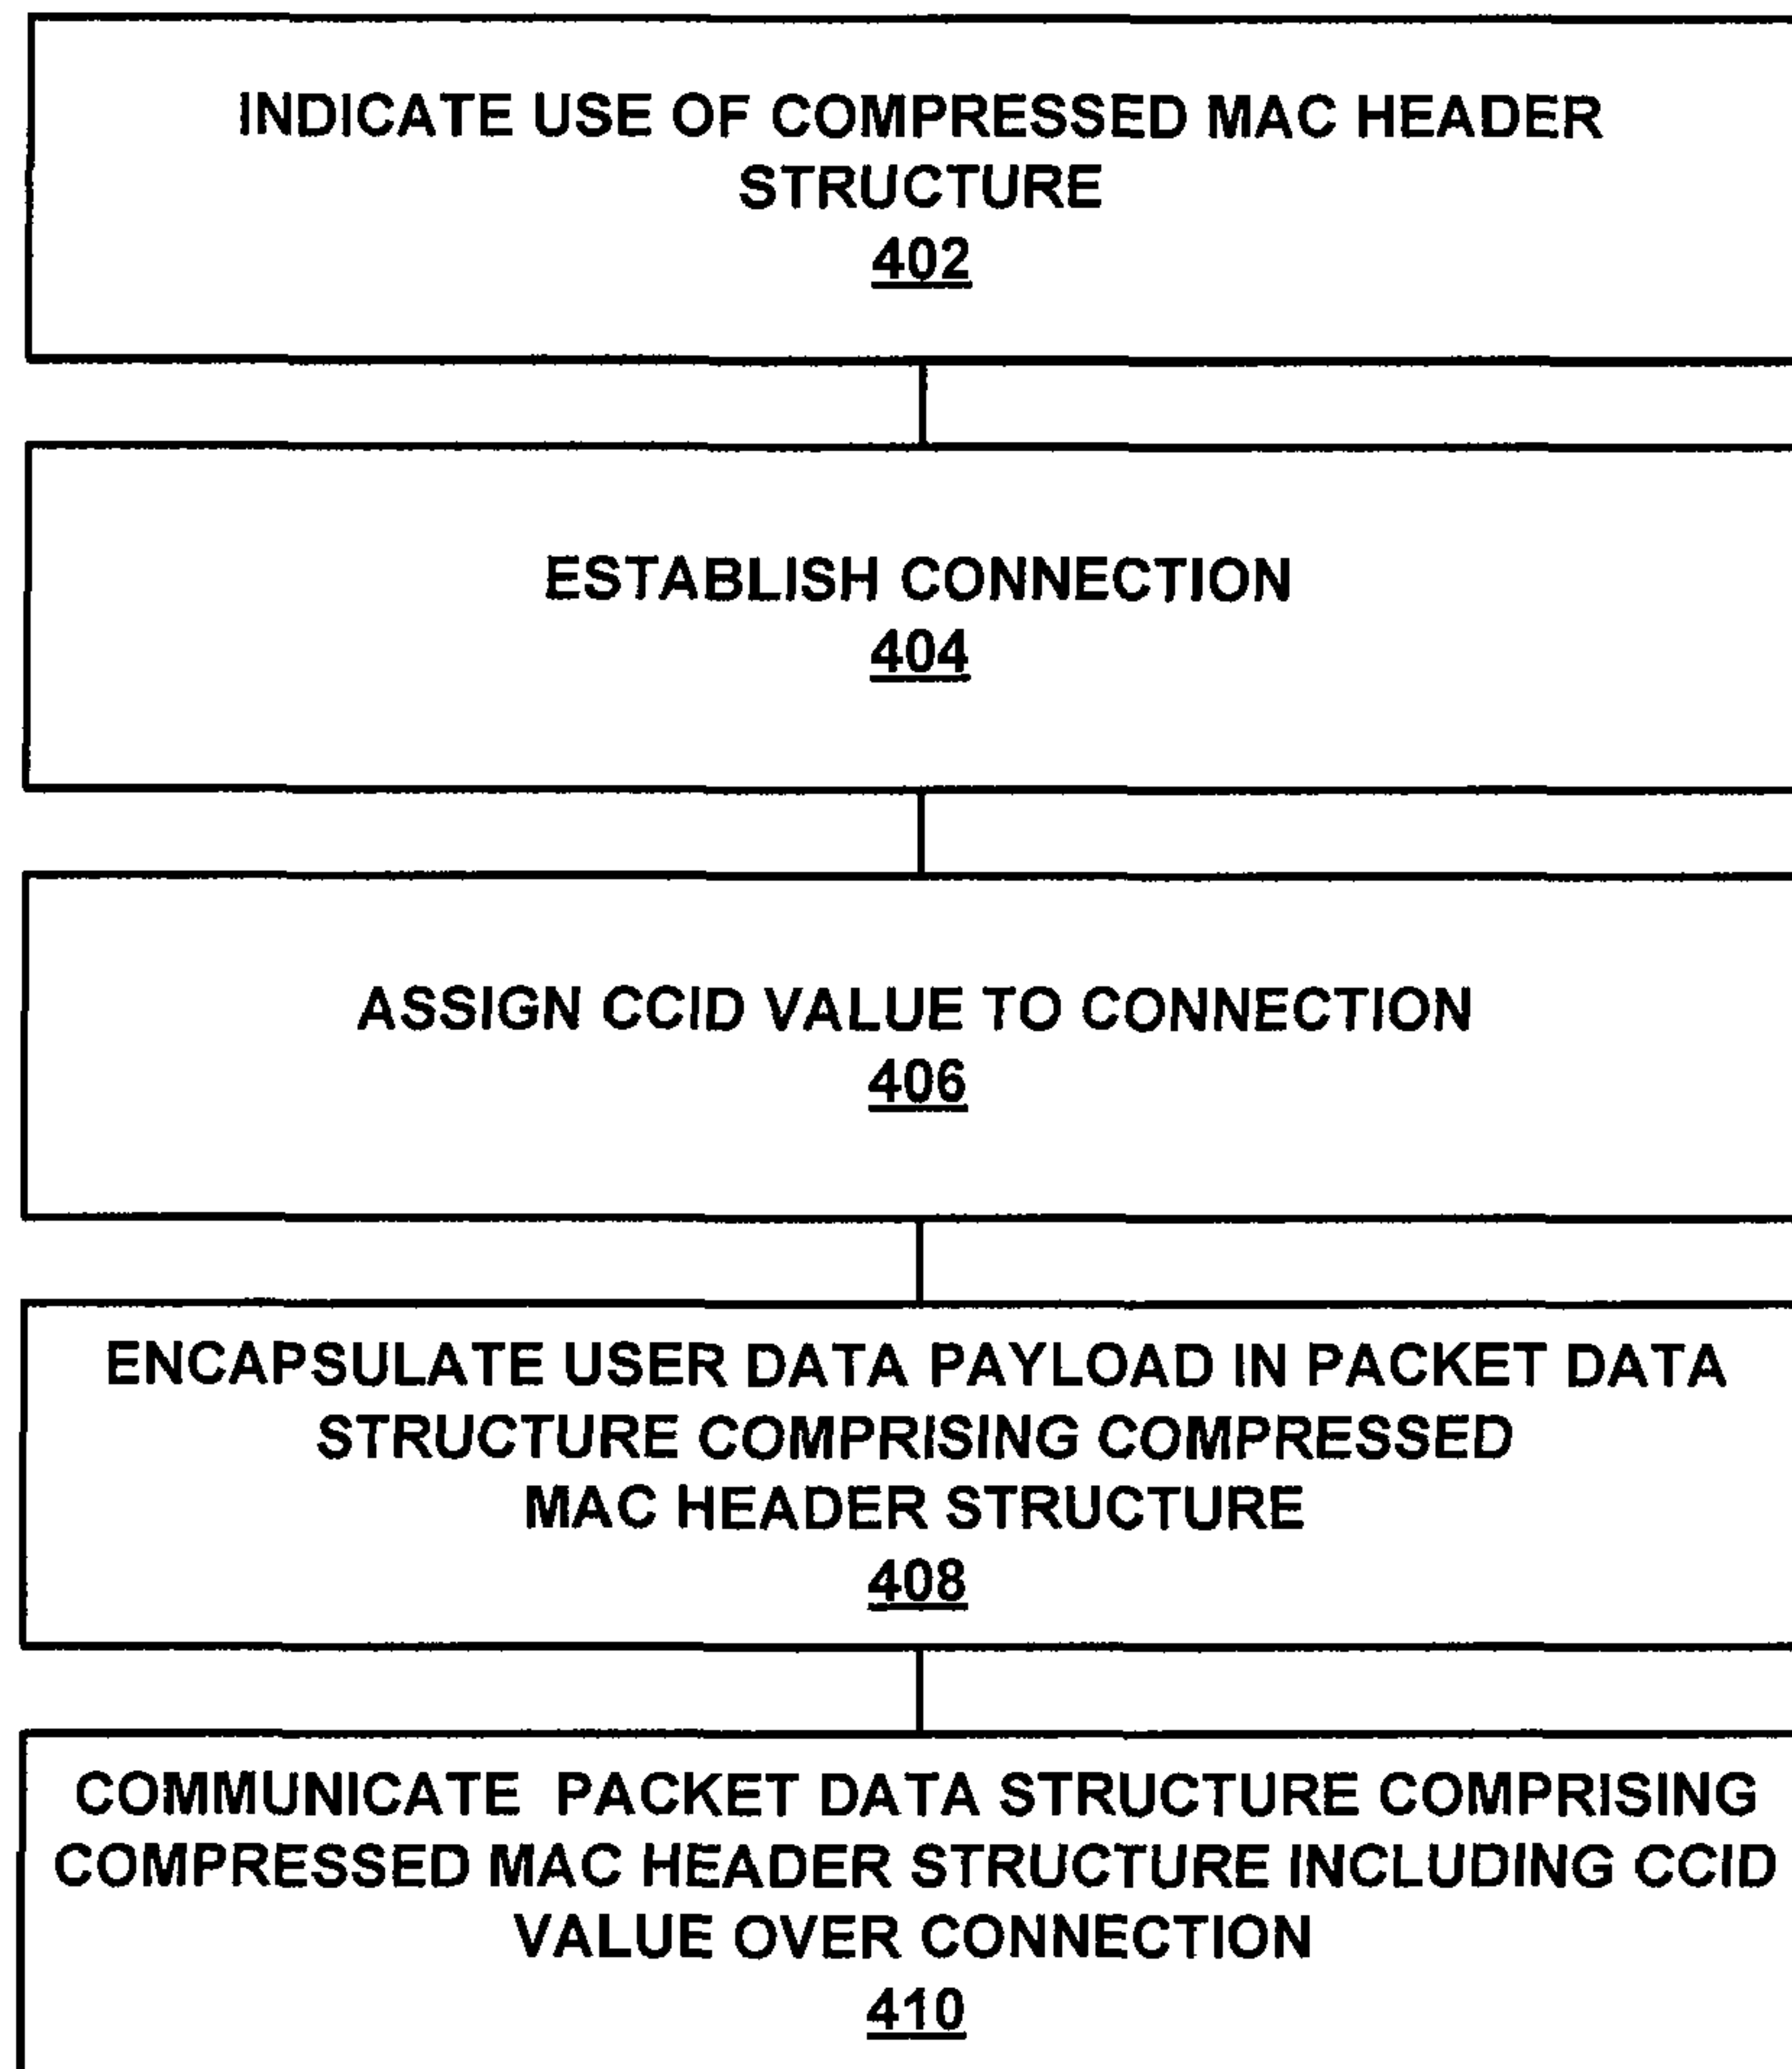 INDICATE USE OF COMPRESSED MAC HEADER
STRUCTURE
402
ESTABLISH CONNECTION
404
ASSIGN CCID VALUE TO CONNECTION
406
ENCAPSULATE USER DATA PAYLOAD IN PACKET DATA
STRUCTURE COMPRISING COMPRESSED
MAC HEADER STRUCTURE
408
COMMUNICATE PACKET DATA STRUCTURE COMPRISING
COMPRESSED MAC HEADER STRUCTURE INCLUDING CCID
VALUE OVER CONNECTION
410